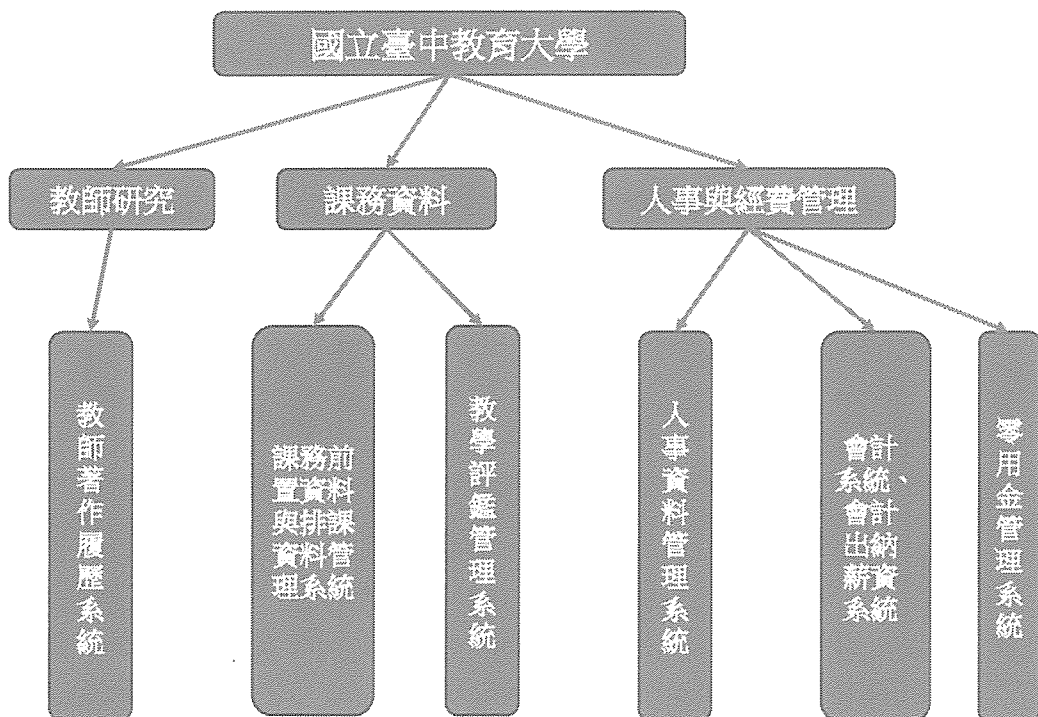 國立臺中教育大學
教師研究
課務資料
人事與經費管理
教師著作履歷系統
課務前
置資料
與排課
資料管
理系統
教學評鑑管理系統
人事資料管理系統
會計
系統、
會計
出納
薪資
系統
零用金管理系統